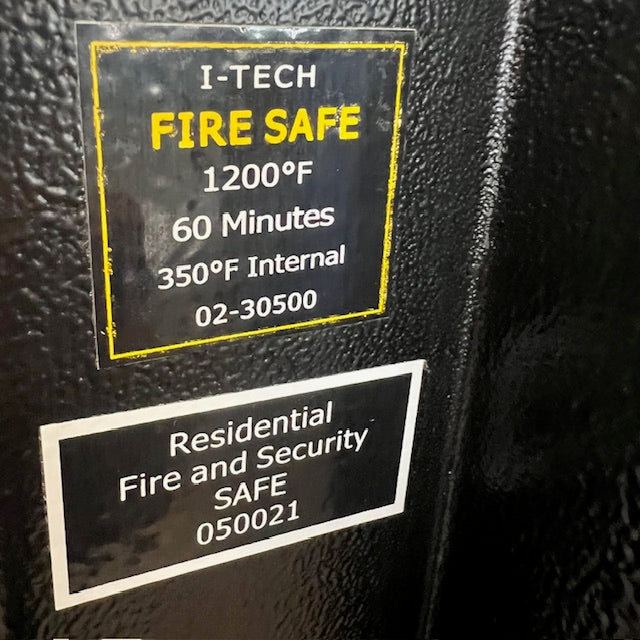 I-TECH
FIRE SAFE
1200°F
60 Minutes
350°F Internal
02-30500
Residential
Fire and Security
SAFE
050021